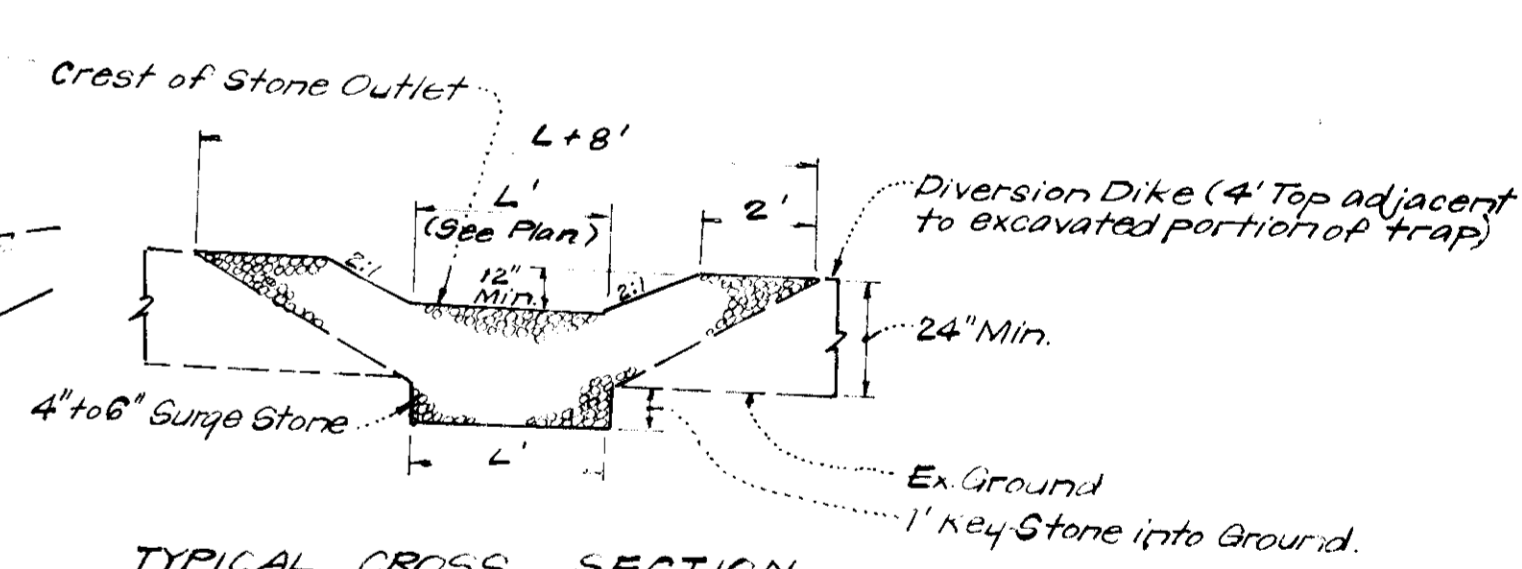 Crest of Stone Outlet
L + 8'
L'
(See Plan)
2'
Diversion Dike (4' Top adjacent
to excavated portion of trap)
2:1
12"
Min.
2:1
24" Min.
4" to 6" Surge Stone
L'
Ex. Ground
1' Key Stone into Ground.
TYPICAL CROSS SECTION